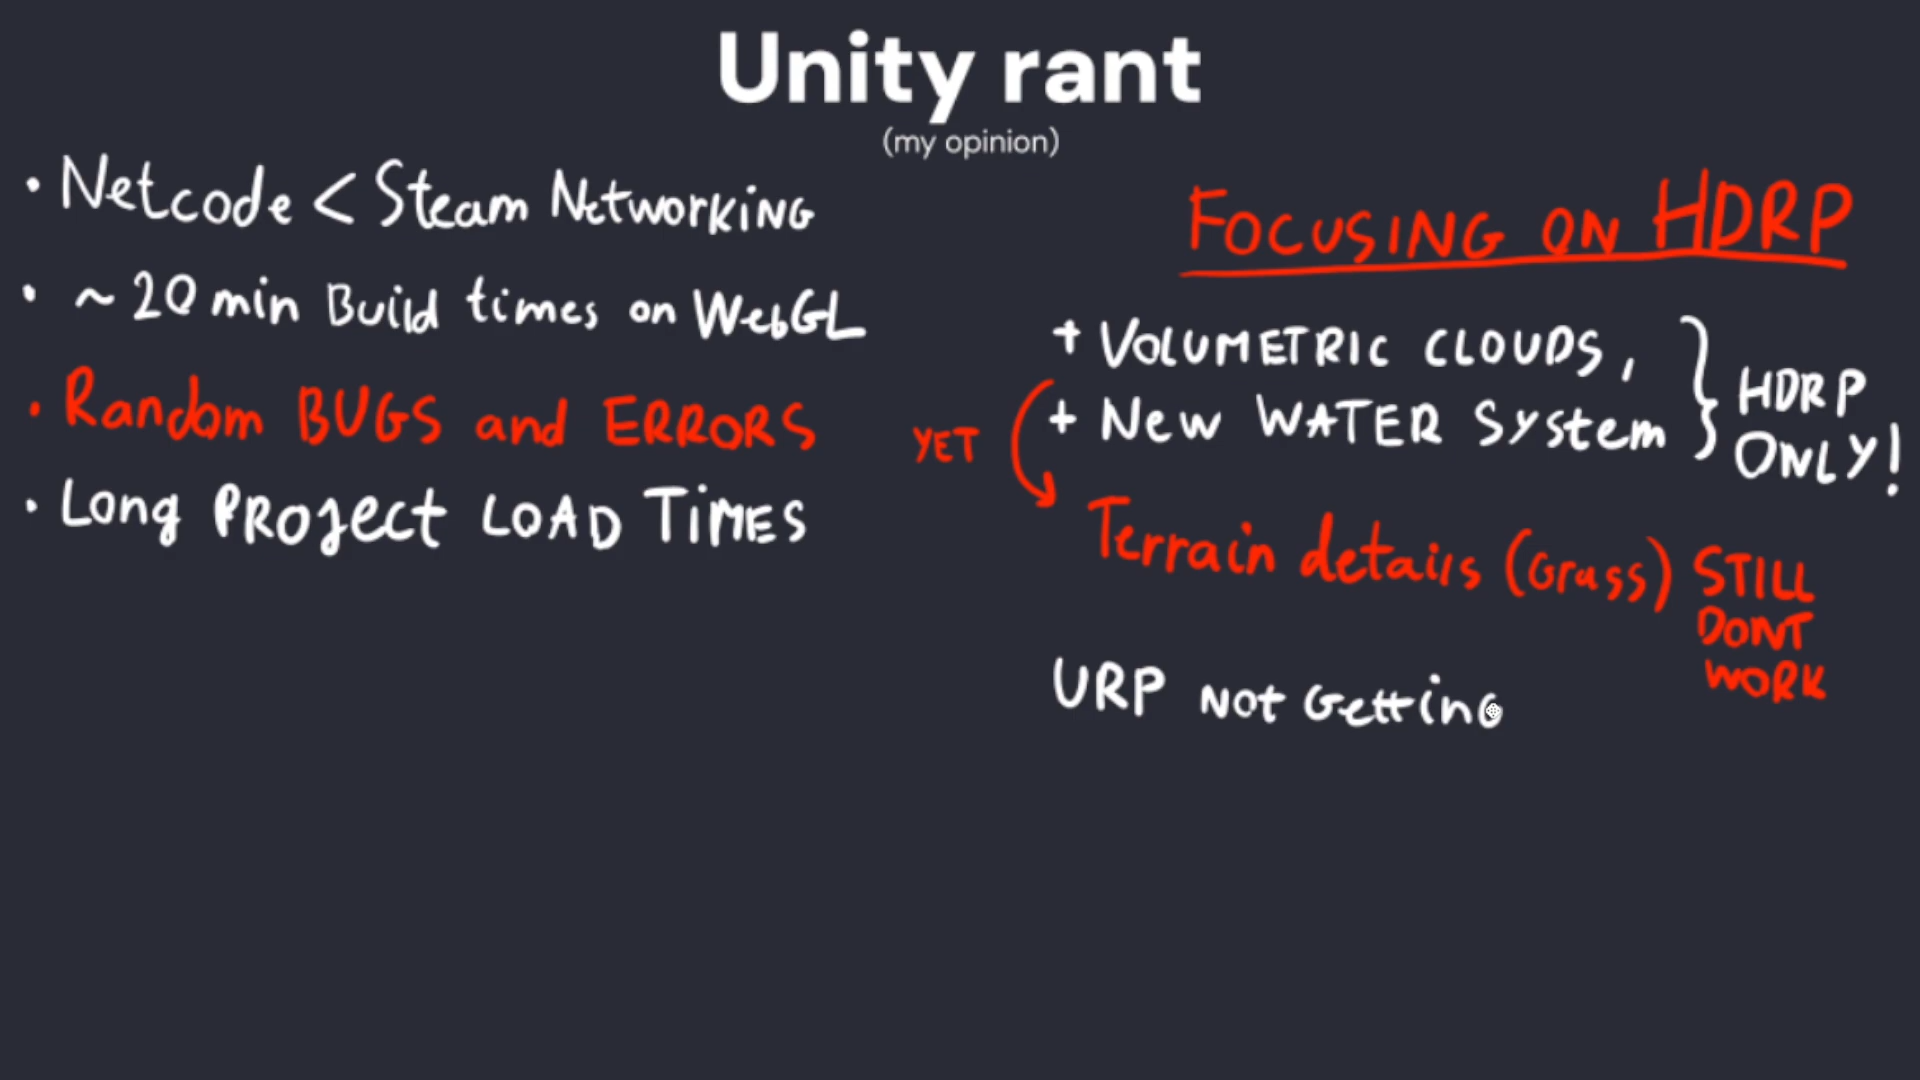 Unity rant
(my opinion)
• Netcode < Steam Networking
• ~ 20 min Build times on WebGL
• Random BUGS and ERRORS
• Long PROJECT LOAD TIMES
FOCUSING ON HDRP
+ VOLUMETRIC CLOUDS,
+ New WATER System
HDRP
ONLY!
YET
Terrain details (Grass)
STILL
DONT
WORK
URP NOT Getting